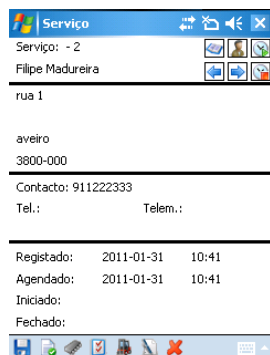 Serviço
Serviço: - 2
Filipe Madureira
rua 1
aveiro
3800-000
Contacto: 911222333
Tel.: Telem.:
Registado: 2011-01-31 10:41
Agendado: 2011-01-31 10:41
Iniciado:
Fechado: